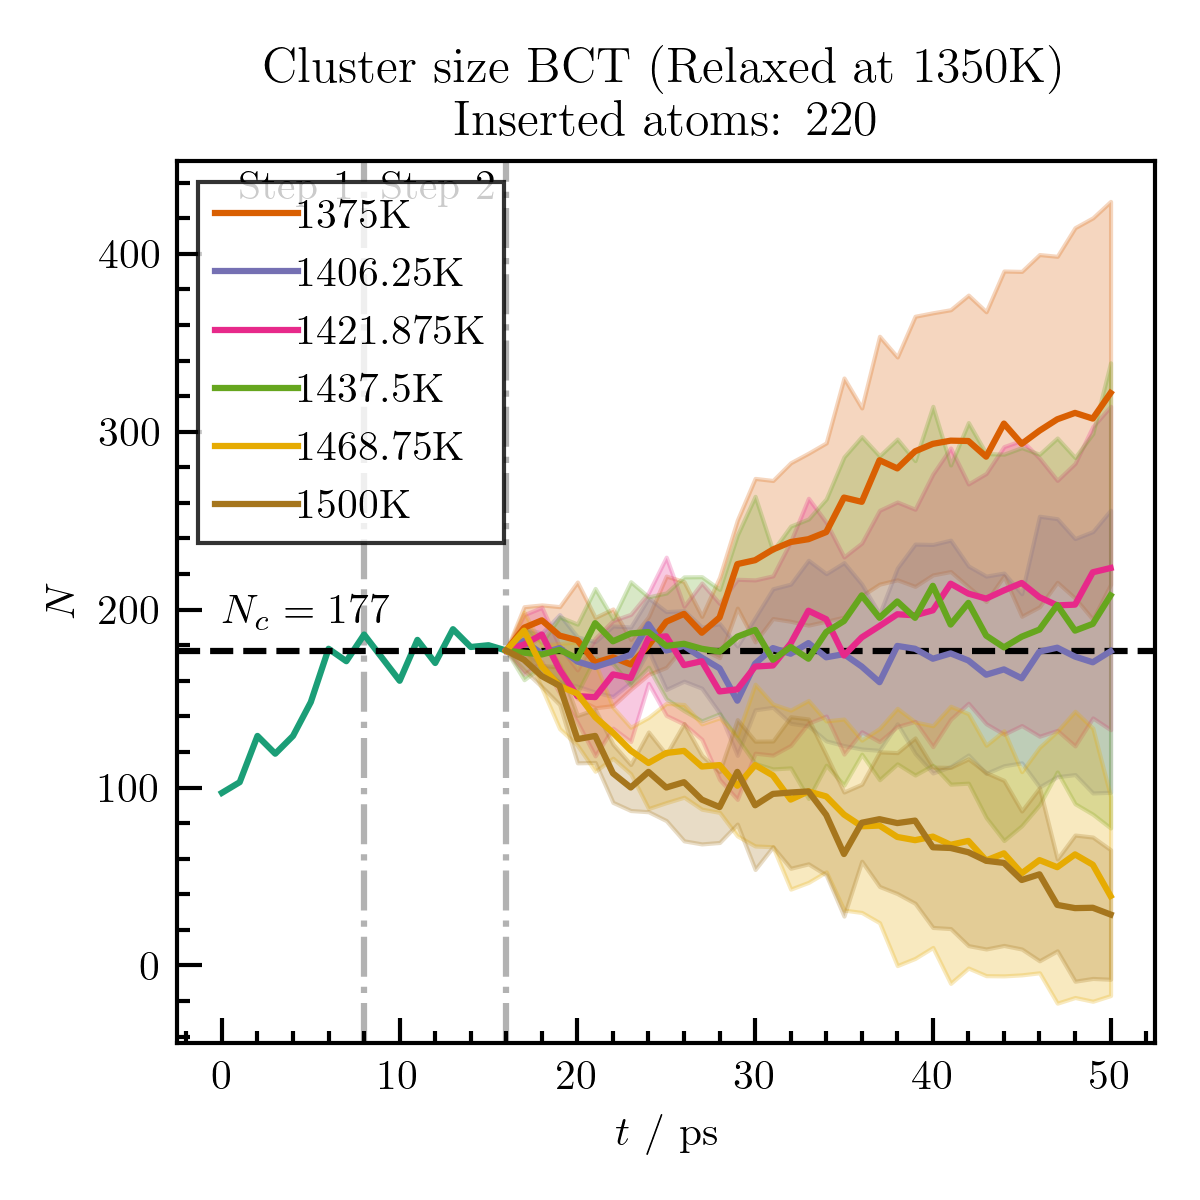 Cluster size BCT (Relaxed at 1350K)
Inserted atoms: 220
Step 1 Step 2
1375K
1406.25K
1421.875K
1437.5K
1468.75K
1500K
N_c = 177
N
400
300
200
100
0
0 10 20 30 40 50
t / ps